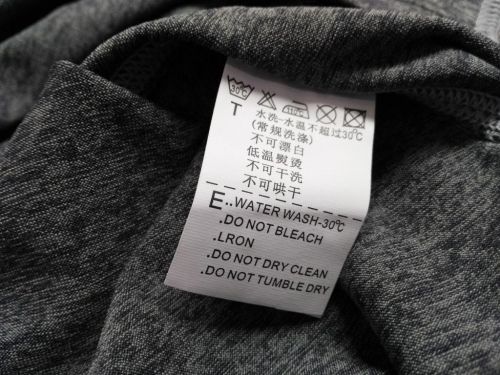 30℃
110℃
T
水洗-水温不超过30℃
(常规洗涤)
不可漂白
低温熨烫
不可干洗
不可哄干
E..WATER WASH-30℃
.DO NOT BLEACH
.LRON
.DO NOT DRY CLEAN
.DO NOT TUMBLE DRY